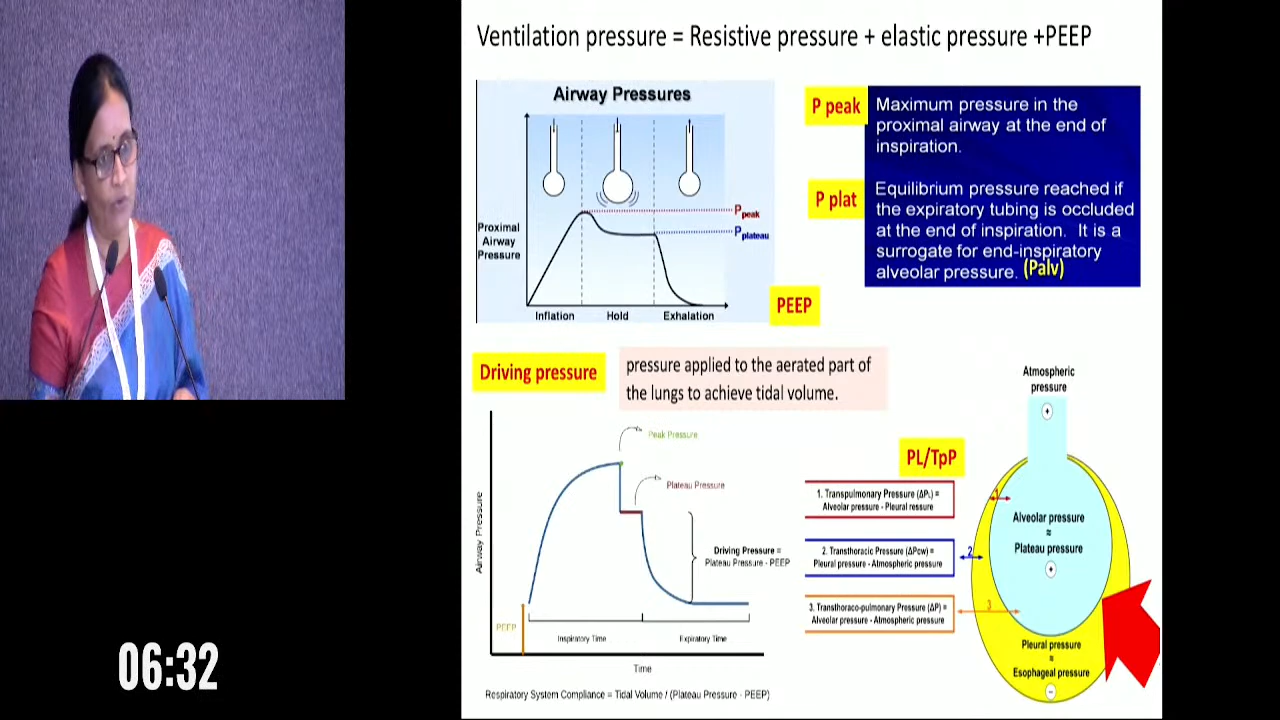 Ventilation pressure = Resistive pressure + elastic pressure +PEEP
Airway Pressures
Proximal
Airway
Pressure
Ppeak
Pplateau
Inflation
Hold
Exhalation
PEEP
P peak
Maximum pressure in the
proximal airway at the end of
inspiration.
P plat
Equilibrium pressure reached if
the expiratory tubing is occluded
at the end of inspiration. It is a
surrogate for end-inspiratory
alveolar pressure. (Palv)
Driving pressure
pressure applied to the aerated part of
the lungs to achieve tidal volume.
Airway Pressure
Peak Pressure
Plateau Pressure
Driving Pressure =
Plateau Pressure - PEEP
PEEP
Inspiratory Time
Expiratory Time
Time
Respiratory System Compliance = Tidal Volume / (Plateau Pressure - PEEP)
PL/TpP
1. Transpulmonary Pressure (ΔPL) =
Alveolar pressure - Pleural ressure
2. Transthoracic Pressure (ΔPcw) =
Pleural pressure - Atmospheric pressure
3. Transthoraco-pulmonary Pressure (ΔP) =
Alveolar pressure - Atmospheric pressure
Atmospheric
pressure
+
1
2
3
Alveolar pressure
≈
Plateau pressure
+
Pleural pressure
≈
Esophageal pressure
−
06:32